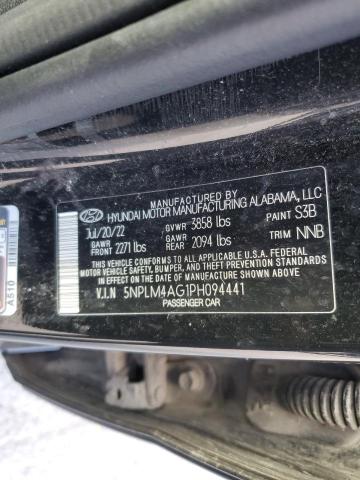 MANUFACTURED BY
HYUNDAI MOTOR MANUFACTURING ALABAMA, LLC
JUL/20/22 GVWR 3858 lbs PAINT S3B
GAWR FRONT 2271 lbs GAWR REAR 2094 lbs TRIM NNB
THIS VEHICLE CONFORMS TO ALL APPLICABLE
FEDERAL MOTOR VEHICLE SAFETY, BUMPER,
AND THEFT PREVENTION STANDARDS IN EFFECT
ON THE DATE OF MANUFACTURE SHOWN ABOVE.
V.I.N 5NPLM4AG1PH094441
PASSENGER CAR
A510